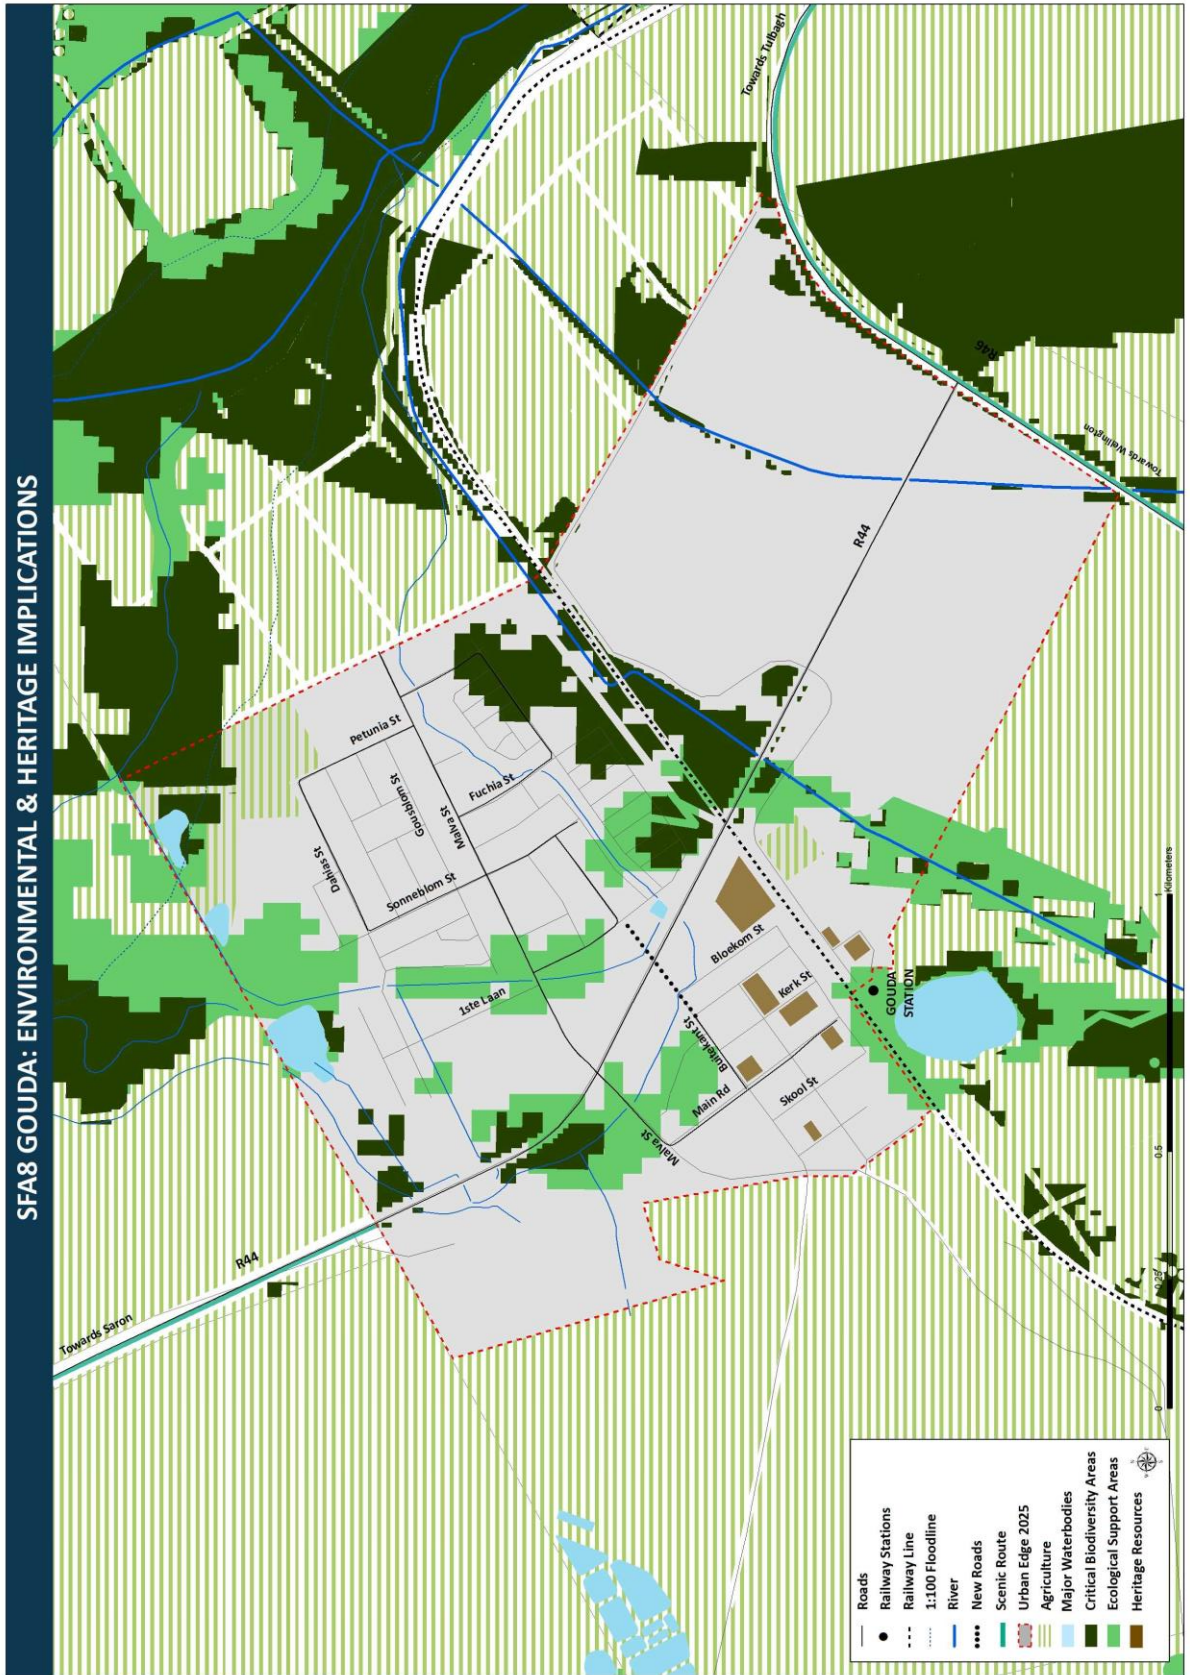 SFA8 GOUDA: ENVIRONMENTAL & HERITAGE IMPLICATIONS
Towards Tulbagh
R46
Towards Wellington
R44
Petunia St
Gousblom St
Malva St
Fuchia St
Dahlias St
Sonneblom St
1ste Laan
Bloekom St
Kerk St
Buitekant St
Main Rd
Skool St
Malva St
GOUDA
STATION
R44
Towards Saron
0
0.25
0.5
1
Kilometers
Roads
Railway Stations
Railway Line
1:100 Floodline
River
New Roads
Scenic Route
Urban Edge 2025
Agriculture
Major Waterbodies
Critical Biodiversity Areas
Ecological Support Areas
Heritage Resources